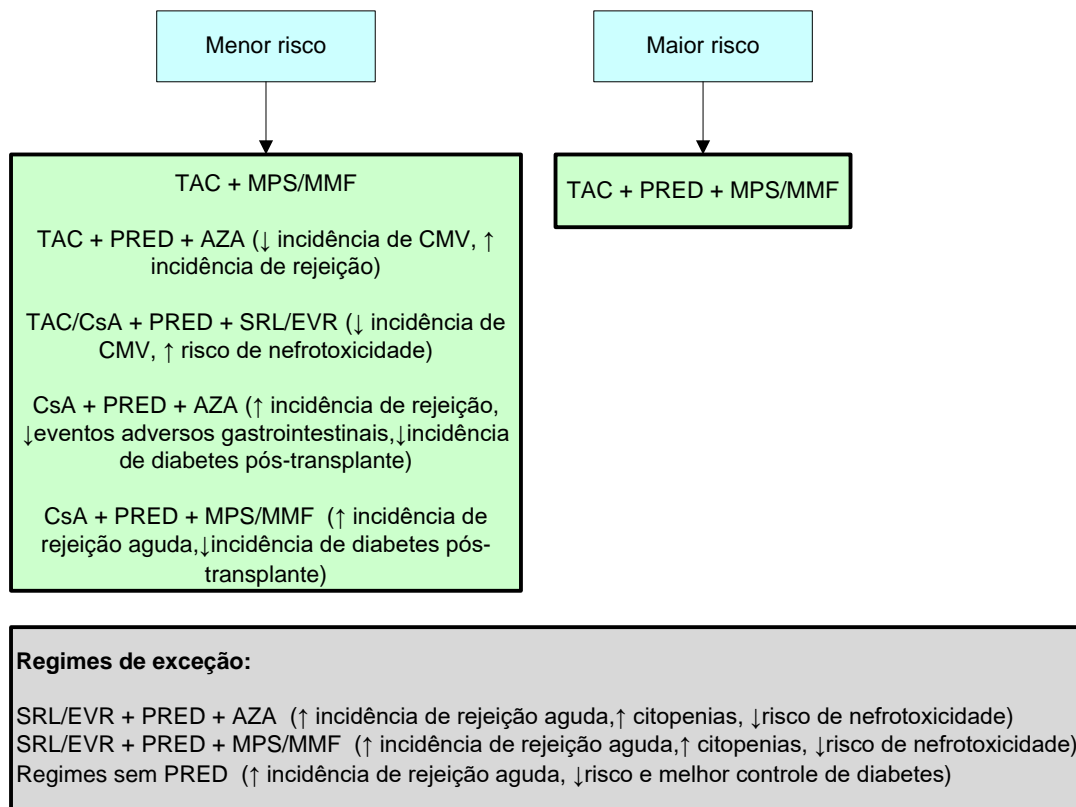 Menor risco
Maior risco
TAC + MPS/MMF
TAC + PRED + AZA (↓ incidência de CMV, ↑
incidência de rejeição)
TAC/CsA + PRED + SRL/EVR (↓ incidência de
CMV, ↑ risco de nefrotoxicidade)
CsA + PRED + AZA (↑ incidência de rejeição,
↓eventos adversos gastrointestinais,↓incidência
de diabetes pós-transplante)
CsA + PRED + MPS/MMF (↑ incidência de
rejeição aguda,↓incidência de diabetes pós-
transplante)
TAC + PRED + MPS/MMF
Regimes de exceção:
SRL/EVR + PRED + AZA (↑ incidência de rejeição aguda,↑ citopenias, ↓risco de nefrotoxicidade)
SRL/EVR + PRED + MPS/MMF (↑ incidência de rejeição aguda,↑ citopenias, ↓risco de nefrotoxicidade)
Regimes sem PRED (↑ incidência de rejeição aguda, ↓risco e melhor controle de diabetes)